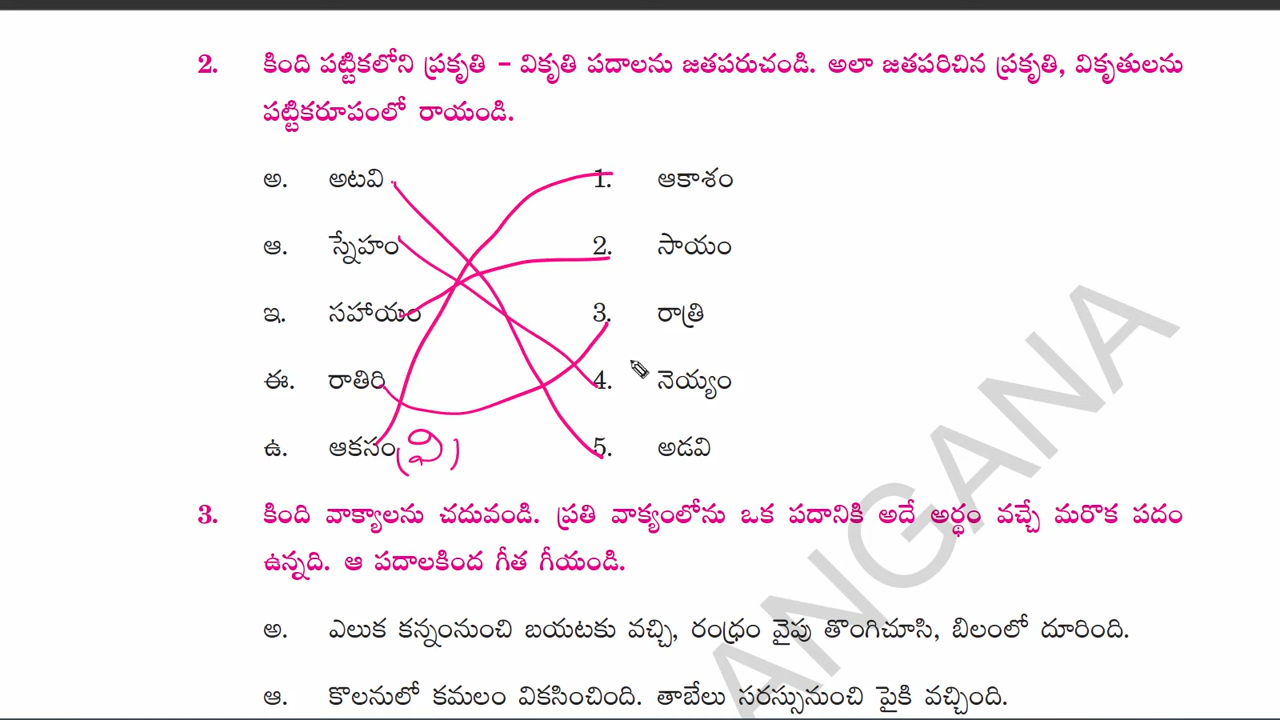 2. కింది పట్టికలోని ప్రకృతి - వికృతి పదాలను జతపరుచండి. అలా జతపరిచిన ప్రకృతి, వికృతులను
పట్టికరూపంలో రాయండి.
అ. అటవి 1. ఆకాశం
ఆ. స్నేహం 2. సాయం
ఇ. సహాయం 3. రాత్రి
ఈ. రాతిరి 4. నెయ్యం
ఉ. ఆకసం (వి) 5. అడవి
3. కింది వాక్యాలను చదువండి. ప్రతి వాక్యంలోను ఒక పదానికి అదే అర్థం వచ్చే మరొక పదం
ఉన్నది. ఆ పదాలకింద గీత గీయండి.
అ. ఎలుక కన్నంనుంచి బయటకు వచ్చి, రంధ్రం వైపు తొంగిచూసి, బిలంలో దూరింది.
ఆ. కొలనులో కమలం వికసించింది. తాబేలు సరస్సునుంచి పైకి వచ్చింది.
ANGANA